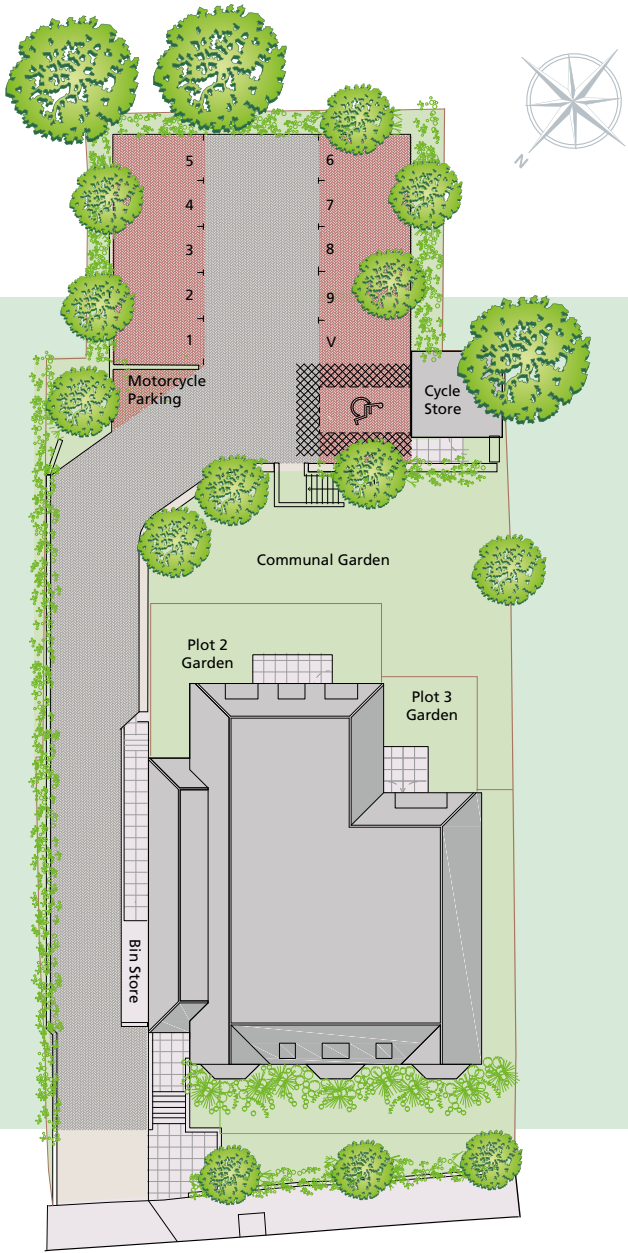 N
5
6
4
7
3
8
2
9
1
V
Motorcycle
Parking
Cycle
Store
Communal Garden
Plot 2
Garden
Plot 3
Garden
Bin Store